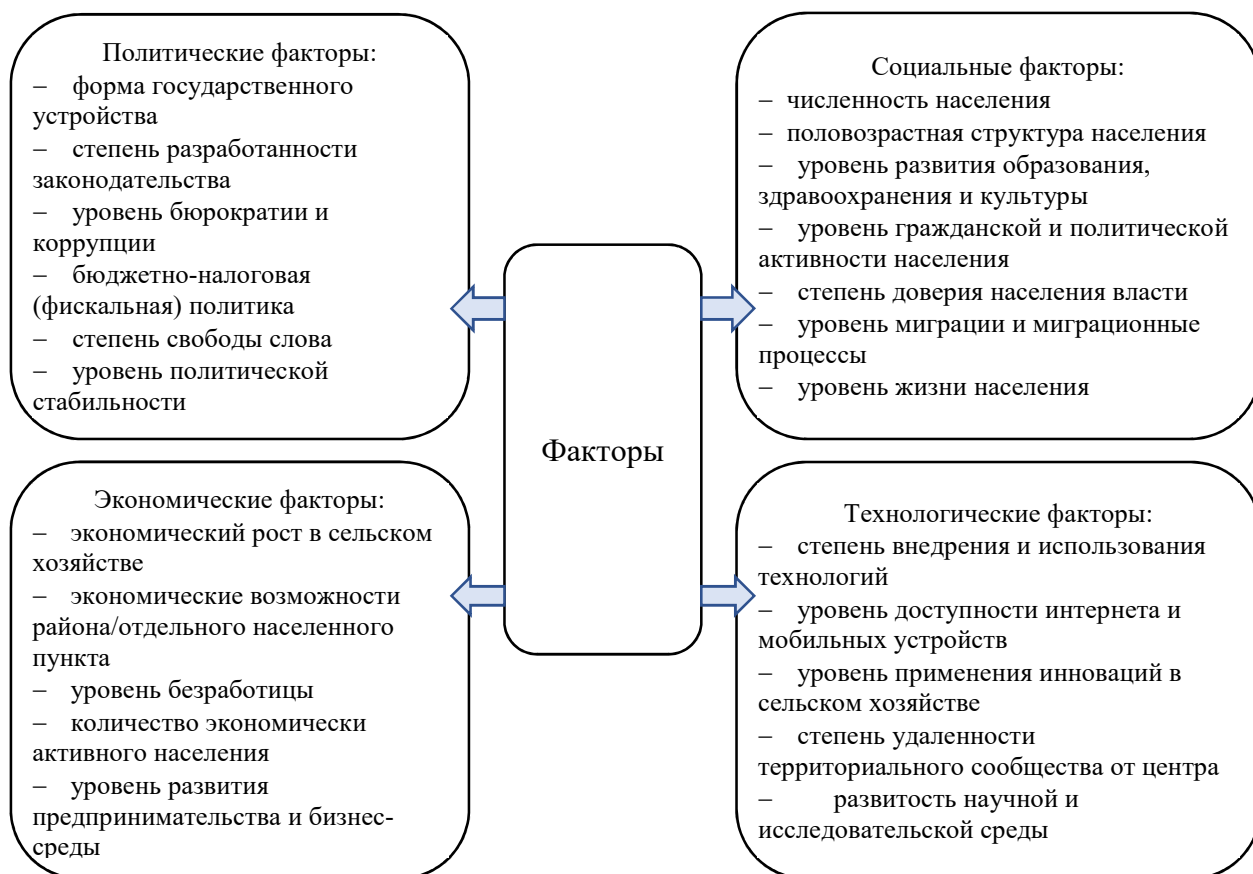 Политические факторы:
– форма государственного
устройства
– степень разработанности
законодательства
– уровень бюрократии и
коррупции
– бюджетно-налоговая
(фискальная) политика
– степень свободы слова
– уровень политической
стабильности
Социальные факторы:
– численность населения
– половозрастная структура населения
– уровень развития образования,
здравоохранения и культуры
– уровень гражданской и политической
активности населения
– степень доверия населения власти
– уровень миграции и миграционные
процессы
– уровень жизни населения
Факторы
Экономические факторы:
– экономический рост в сельском
хозяйстве
– экономические возможности
района/отдельного населенного
пункта
– уровень безработицы
– количество экономически
активного населения
– уровень развития
предпринимательства и бизнес-
среды
Технологические факторы:
– степень внедрения и использования
технологий
– уровень доступности интернета и
мобильных устройств
– уровень применения инноваций в
сельском хозяйстве
– степень удаленности
территориального сообщества от центра
– развитость научной и
исследовательской среды